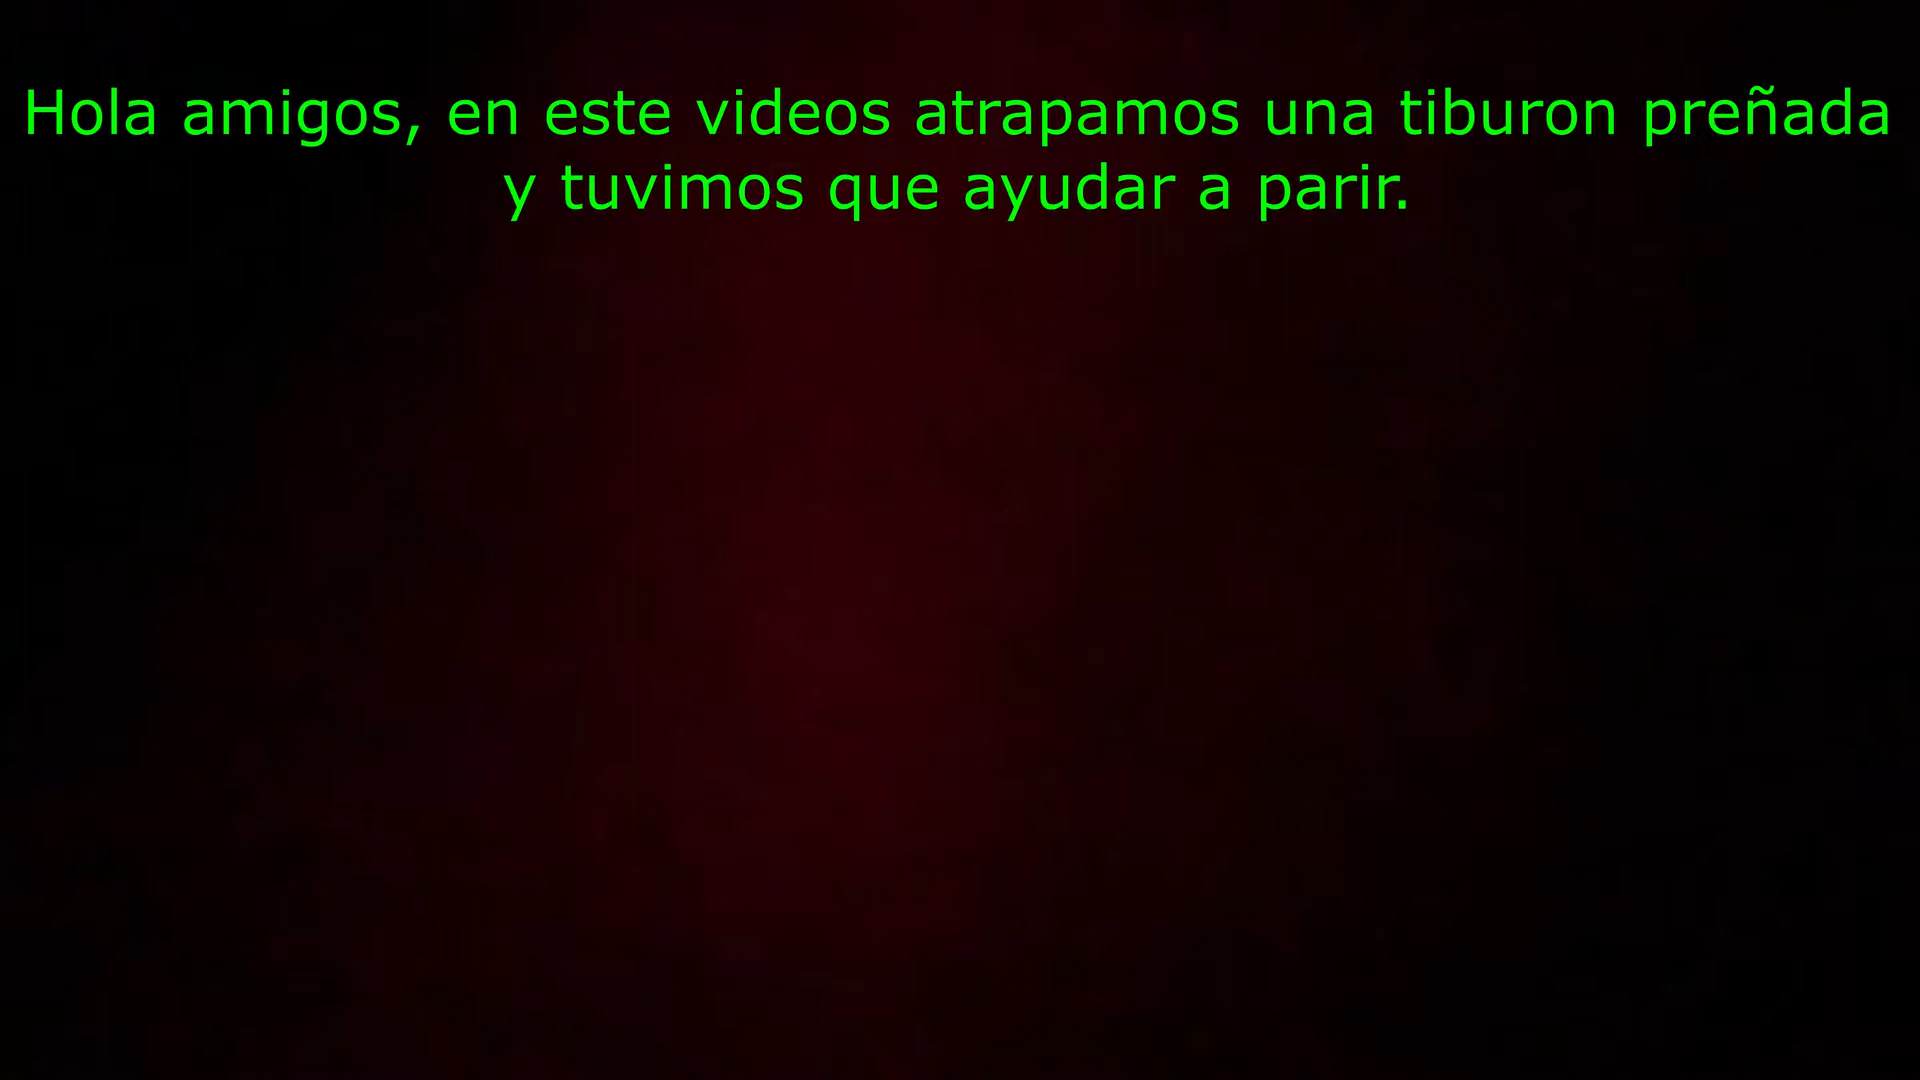 Hola amigos, en este videos atrapamos una tiburon preñada
y tuvimos que ayudar a parir.